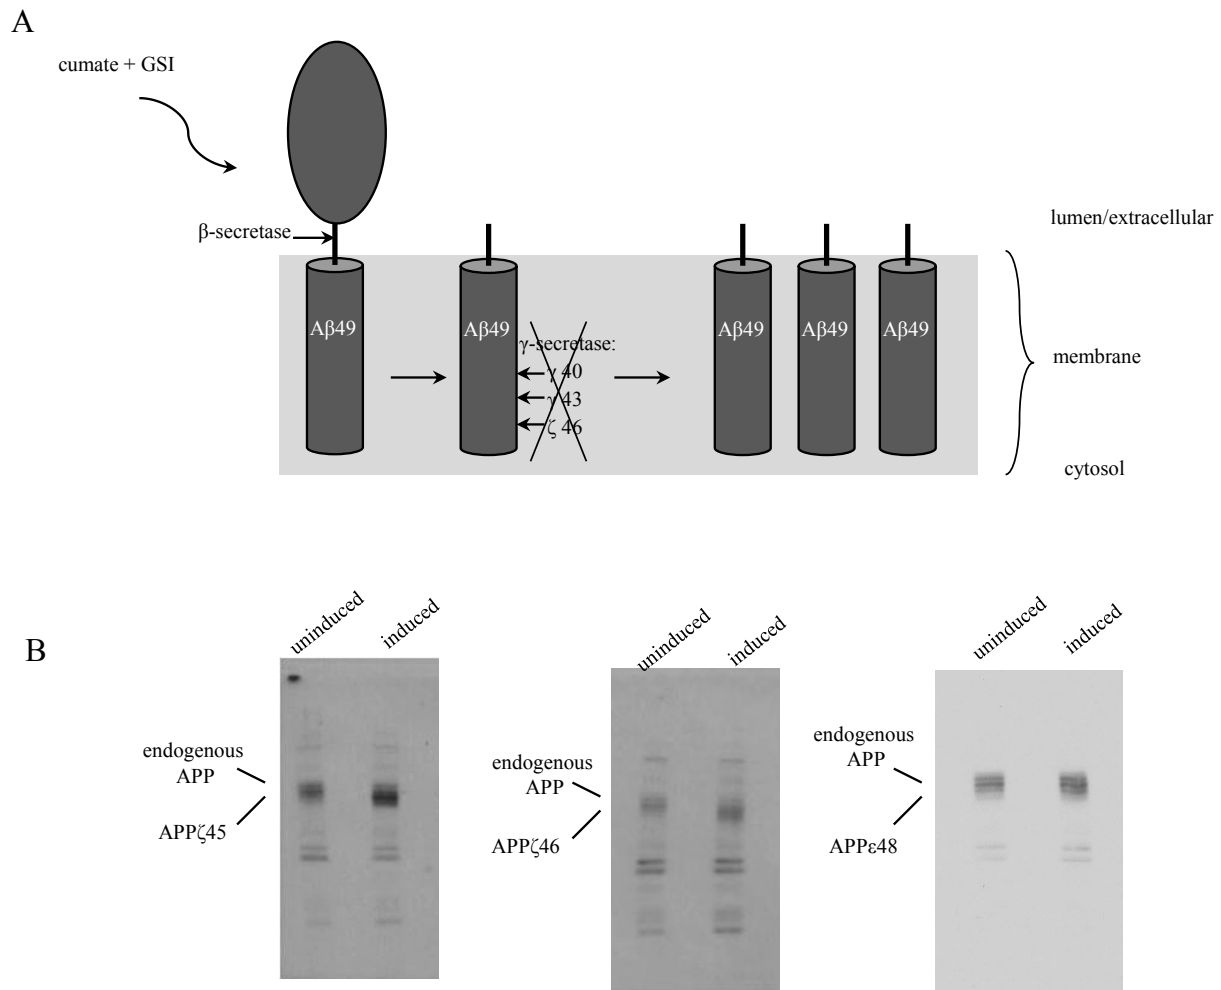 A
cumate + GSI
β-secretase
lumen/extracellular
Aβ49
Aβ49
Aβ49
Aβ49
Aβ49
γ-secretase:
γ 40
γ 43
ζ 46
membrane
cytosol
B
uninduced
induced
uninduced
induced
uninduced
induced
endogenous
APP
APPζ45
endogenous
APP
APPζ46
endogenous
APP
APPε48